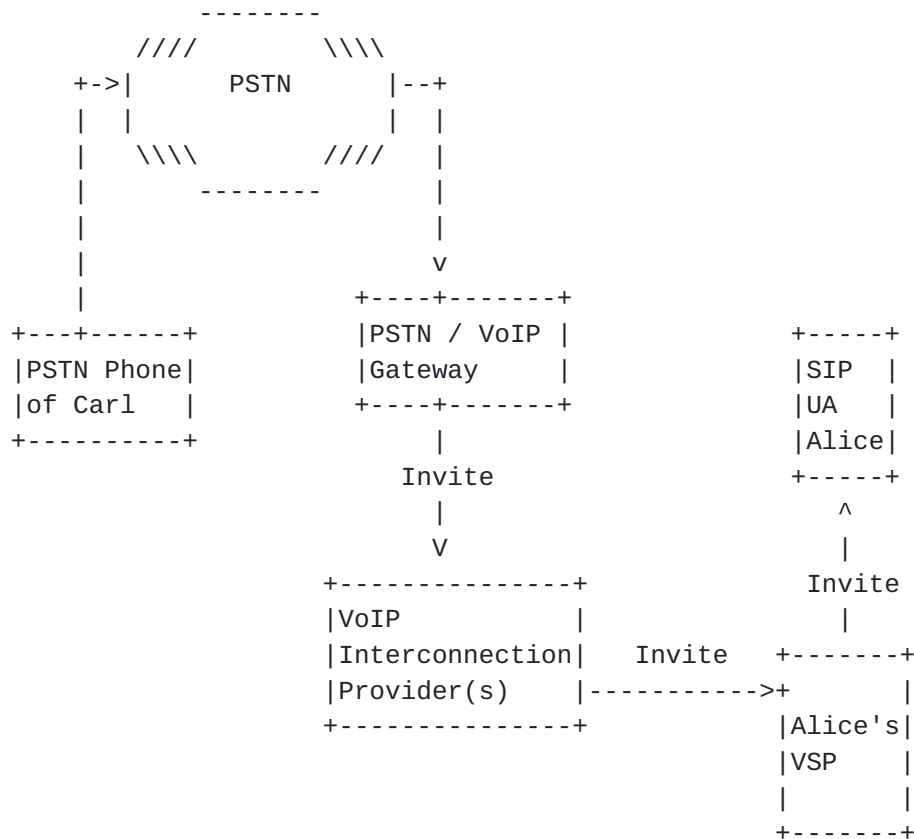 PSTN
PSTN / VoIP
Gateway
PSTN Phone
of Carl
SIP
UA
Alice
Invite
VoIP
Interconnection
Provider(s)
Invite
Invite
Alice's
VSP